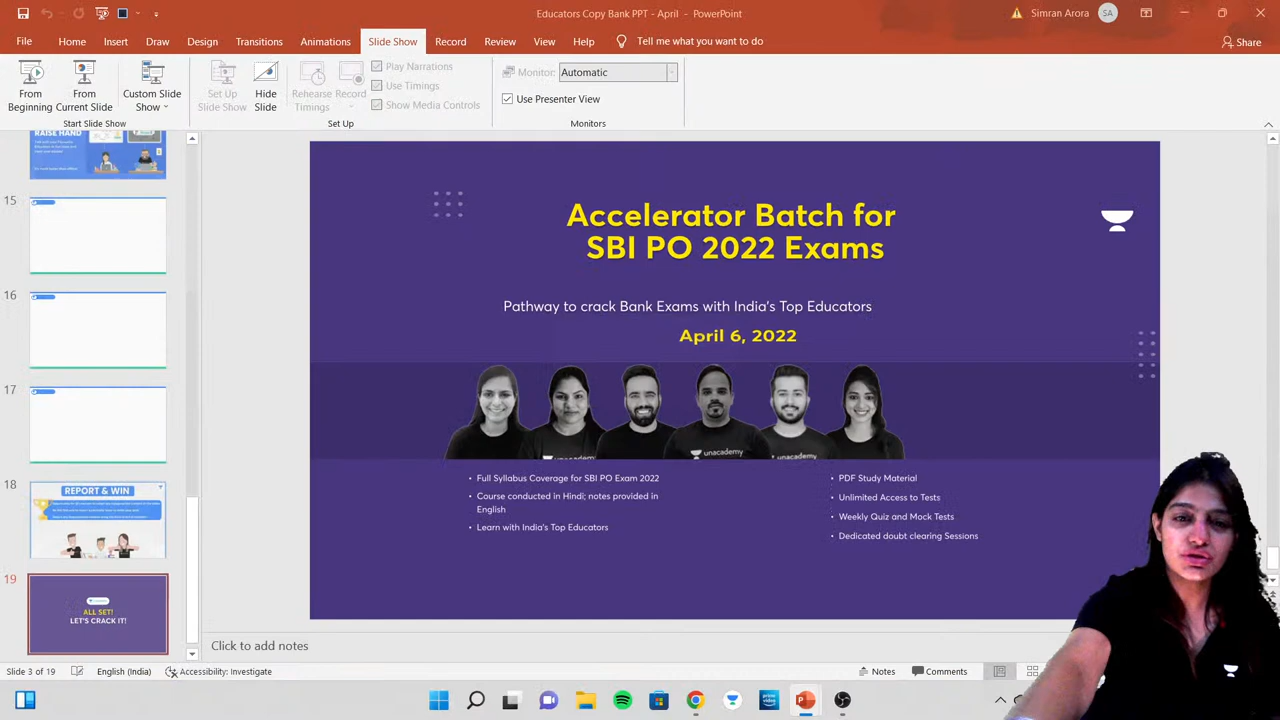 Educators Copy Bank PPT - April - PowerPoint
Simran Arora
SA
File
Home
Insert
Draw
Design
Transitions
Animations
Slide Show
Record
Review
View
Help
Tell me what you want to do
Share
From
Beginning
From
Current Slide
Custom Slide
Show
Set Up
Slide Show
Hide
Slide
Rehearse
Timings
Record
Play Narrations
Use Timings
Show Media Controls
Monitor:
Automatic
Use Presenter View
Start Slide Show
Set Up
Monitors
RAISE HAND
15
16
17
18
REPORT & WIN
19
ALL SET!
LET'S CRACK IT!
Accelerator Batch for
SBI PO 2022 Exams
Pathway to crack Bank Exams with India's Top Educators
April 6, 2022
unacademy
unacademy
unacademy
• Full Syllabus Coverage for SBI PO Exam 2022
• Course conducted in Hindi; notes provided in
English
• Learn with India's Top Educators
• PDF Study Material
• Unlimited Access to Tests
• Weekly Quiz and Mock Tests
• Dedicated doubt clearing Sessions
Click to add notes
Slide 3 of 19
English (India)
Accessibility: Investigate
Notes
Comments
prime
video